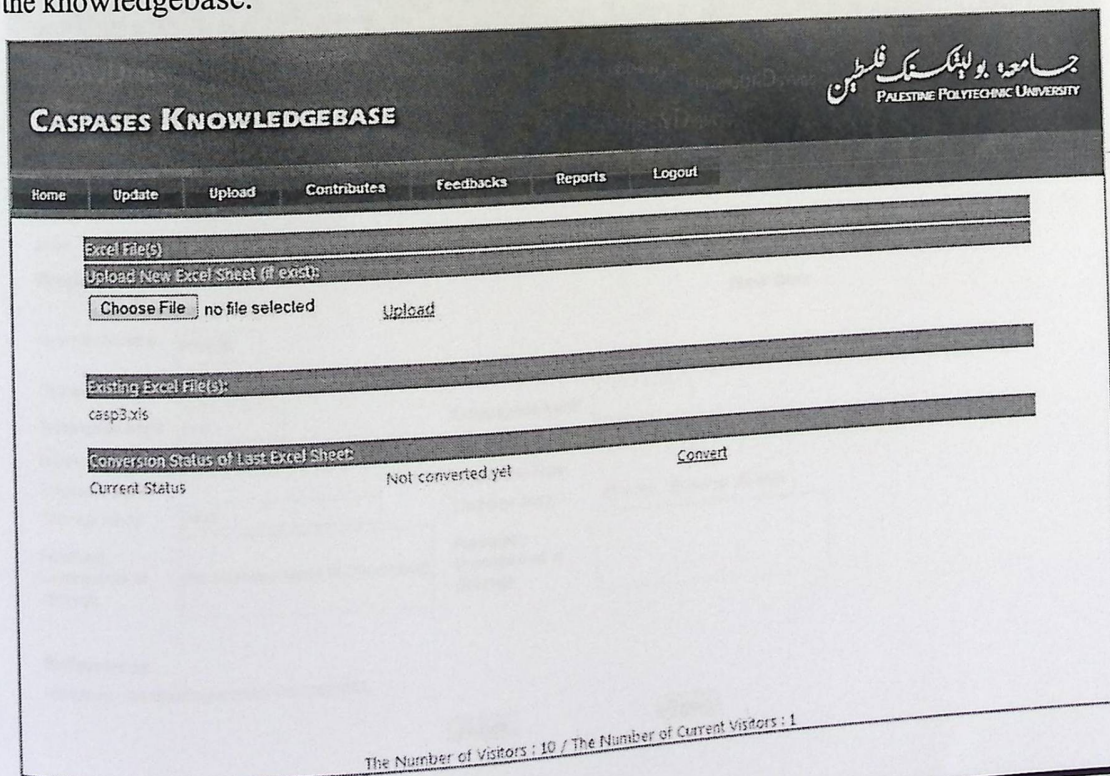 the knowledgebase.
جامعة بوليتكنك فلسطين
PALESTINE POLYTECHNIC UNIVERSITY
CASPASES KNOWLEDGEBASE
Home Update Upload Contributes Feedbacks Reports Logout
Excel File(s)
Upload New Excel Sheet (if exist):
Choose File no file selected Upload
Existing Excel File(s):
casp3.xls
Conversion Status of Last Excel Sheet:
Current Status Not converted yet Convert
The Number of Visitors : 10 / The Number of Current Visitors : 1